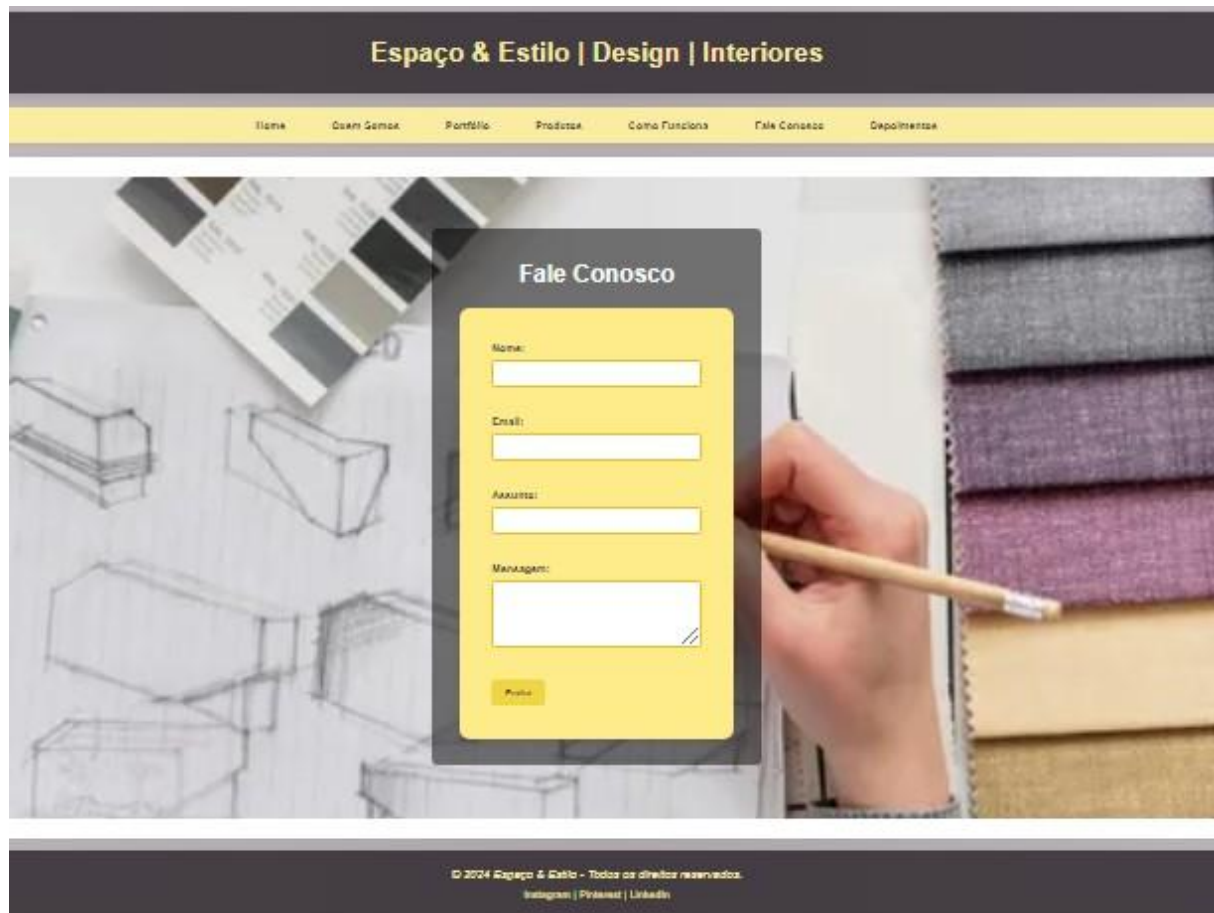 Espaço & Estilo | Design | Interiores
Home Quem Somos Portfólio Produtos Como Funciona Fale Conosco Depoimentos
Fale Conosco
Nome:
Email:
Assunto:
Mensagem:
Enviar
© 2024 Espaço & Estilo - Todos os direitos reservados.
Instagram | Pinterest | LinkedIn